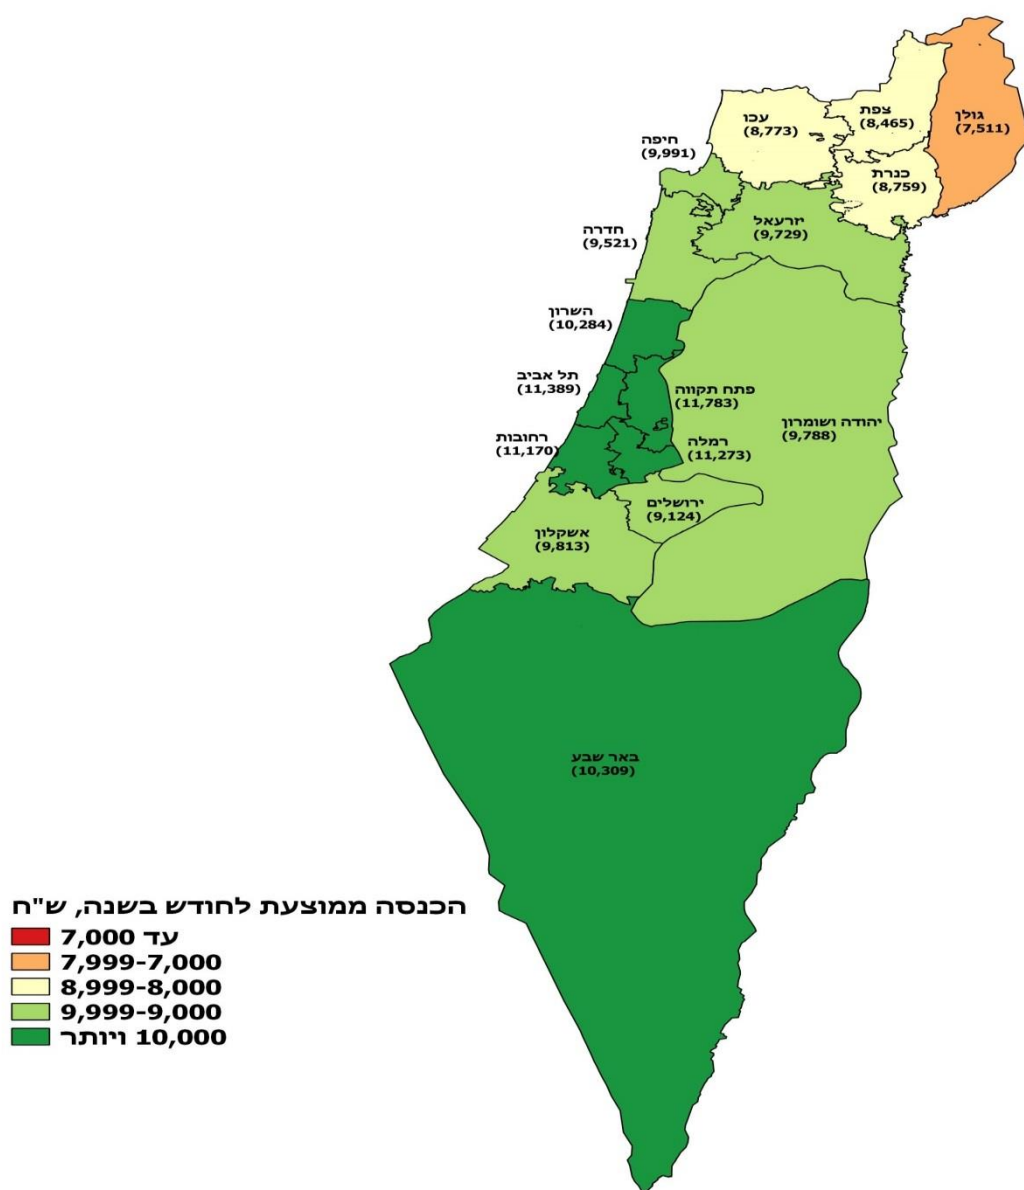 גולן
(7,511)
צפת
(8,465)
עכו
(8,773)
חיפה
(9,991)
כנרת
(8,759)
יזרעאל
(9,729)
חדרה
(9,521)
השרון
(10,284)
תל אביב
(11,389)
פתח תקווה
(11,783)
יהודה ושומרון
(9,788)
רחובות
(11,170)
רמלה
(11,273)
ירושלים
(9,124)
אשקלון
(9,813)
באר שבע
(10,309)
הכנסה ממוצעת לחודש בשנה, ש"ח
עד 7,000
7,999-7,000
8,999-8,000
9,999-9,000
10,000 ויותר